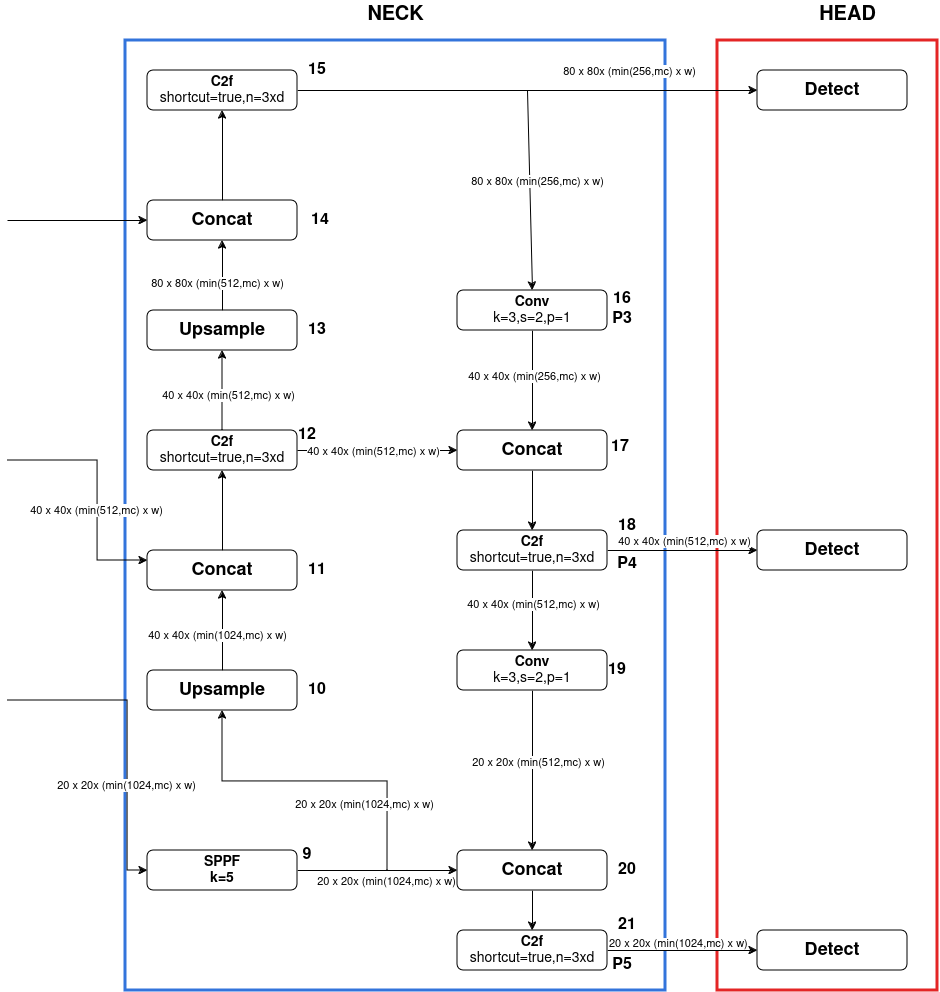 NECK
HEAD
C2f
shortcut=true,n=3xd
15
80 x 80x (min(256,mc) x w)
Detect
80 x 80x (min(256,mc) x w)
Concat
14
80 x 80x (min(512,mc) x w)
Upsample
13
Conv
k=3,s=2,p=1
16
P3
40 x 40x (min(512,mc) x w)
40 x 40x (min(256,mc) x w)
C2f
shortcut=true,n=3xd
12
40 x 40x (min(512,mc) x w)
Concat
17
40 x 40x (min(512,mc) x w)
C2f
shortcut=true,n=3xd
18
P4
40 x 40x (min(512,mc) x w)
Detect
Concat
11
40 x 40x (min(512,mc) x w)
40 x 40x (min(1024,mc) x w)
Conv
k=3,s=2,p=1
19
Upsample
10
20 x 20x (min(512,mc) x w)
20 x 20x (min(1024,mc) x w)
20 x 20x (min(1024,mc) x w)
SPPF
k=5
9
20 x 20x (min(1024,mc) x w)
Concat
20
C2f
shortcut=true,n=3xd
21
P5
20 x 20x (min(1024,mc) x w)
Detect